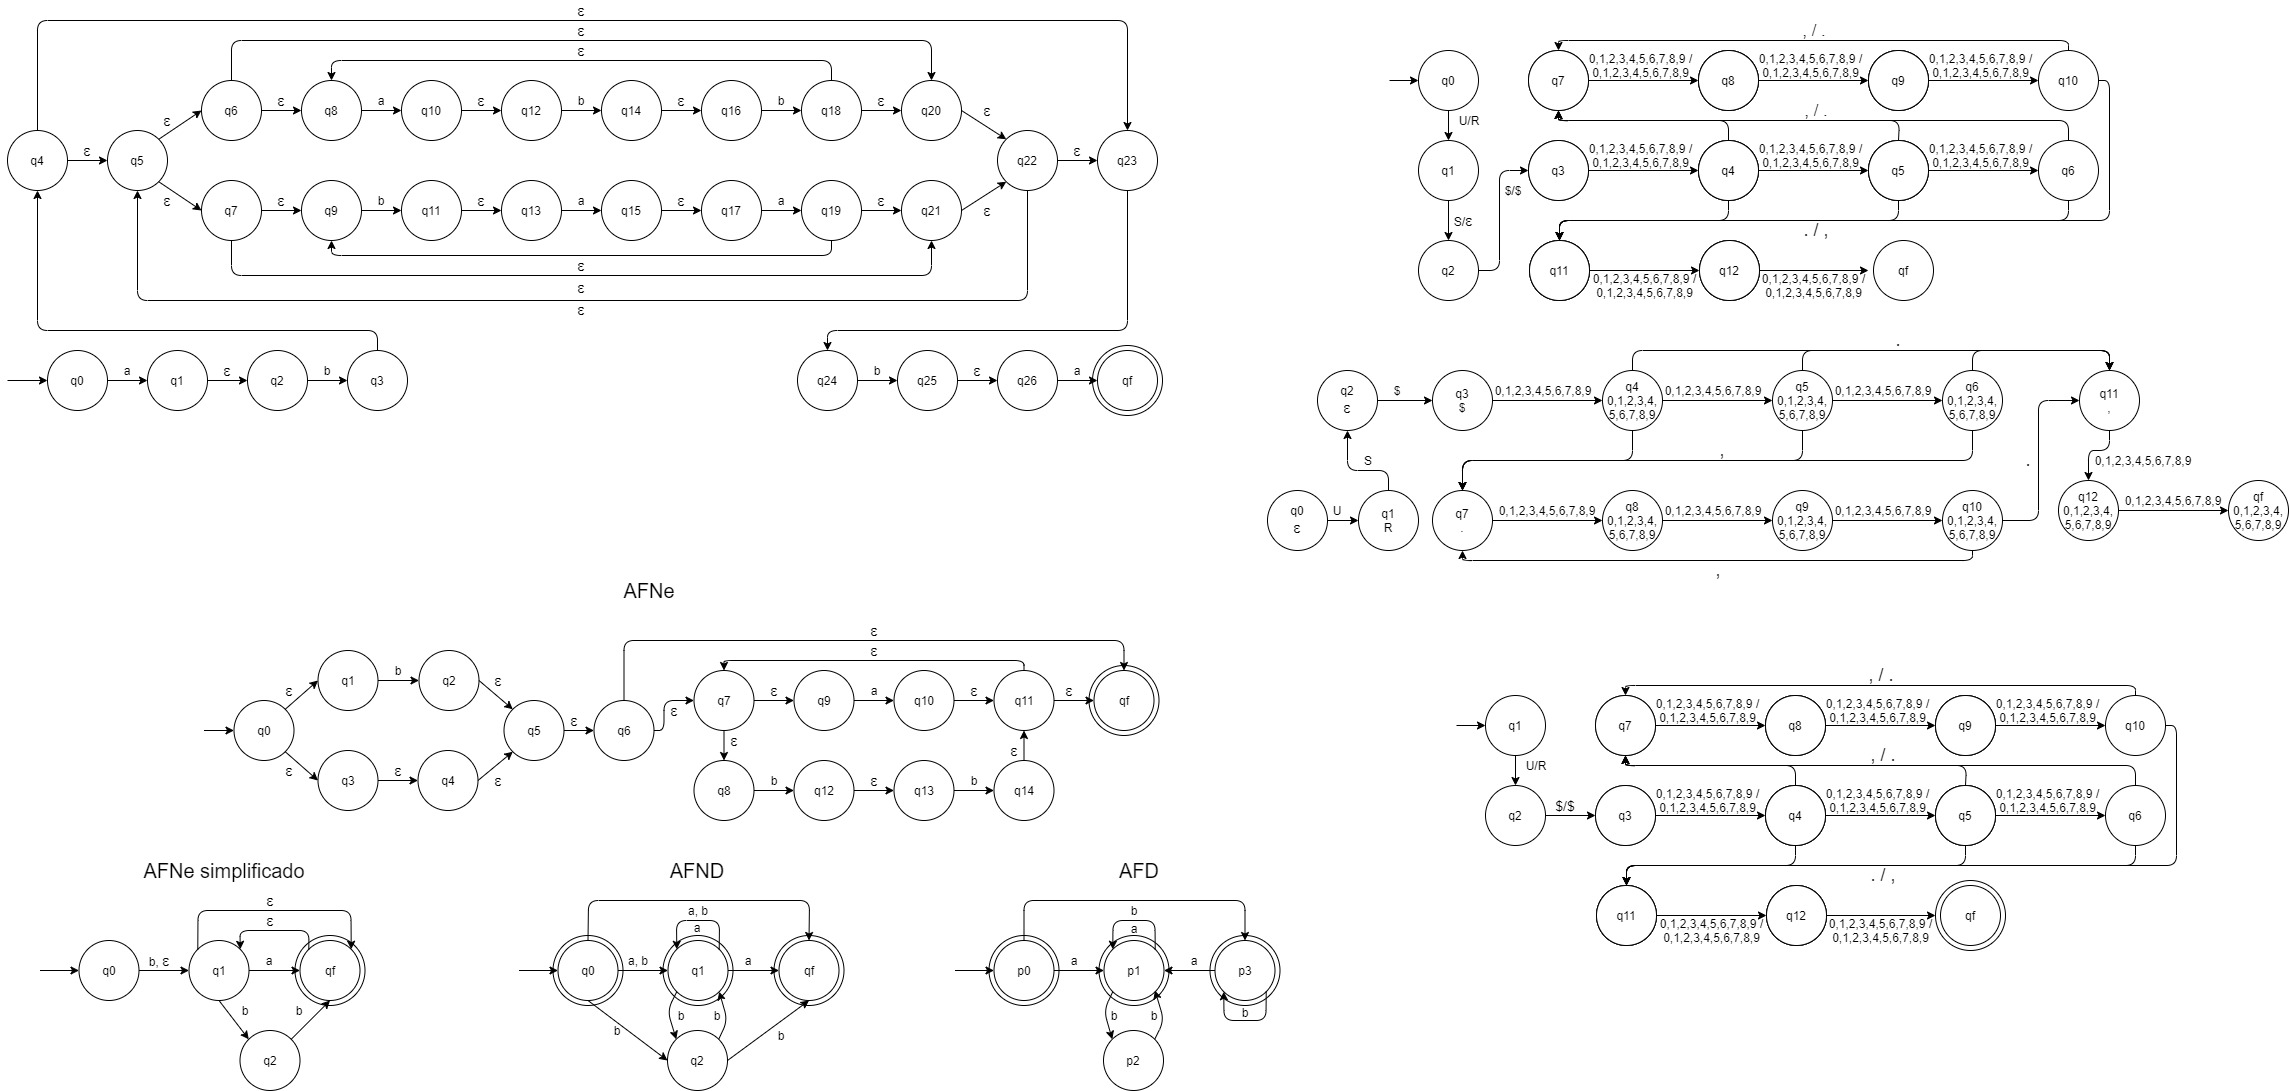 ε
ε
ε
q6
ε
q8
a
q10
ε
q12
b
q14
ε
q16
b
q18
ε
q20
ε
ε
q4
ε
q5
q22
ε
q23
ε
q7
ε
q9
b
q11
ε
q13
a
q15
ε
q17
a
q19
ε
q21
ε
ε
ε
ε
q0
a
q1
ε
q2
b
q3
q24
b
q25
ε
q26
a
qf
, / .
q0
q7
0,1,2,3,4,5,6,7,8,9 /
0,1,2,3,4,5,6,7,8,9
q8
0,1,2,3,4,5,6,7,8,9 /
0,1,2,3,4,5,6,7,8,9
q9
0,1,2,3,4,5,6,7,8,9 /
0,1,2,3,4,5,6,7,8,9
q10
U/R
, / .
q1
q3
0,1,2,3,4,5,6,7,8,9 /
0,1,2,3,4,5,6,7,8,9
q4
0,1,2,3,4,5,6,7,8,9 /
0,1,2,3,4,5,6,7,8,9
q5
0,1,2,3,4,5,6,7,8,9 /
0,1,2,3,4,5,6,7,8,9
q6
$/$
S/ε
. / ,
q2
q11
0,1,2,3,4,5,6,7,8,9 /
0,1,2,3,4,5,6,7,8,9
q12
0,1,2,3,4,5,6,7,8,9 /
0,1,2,3,4,5,6,7,8,9
qf
.
q2
ε
$
q3
$
0,1,2,3,4,5,6,7,8,9
q4
0,1,2,3,4,
5,6,7,8,9
0,1,2,3,4,5,6,7,8,9
q5
0,1,2,3,4,
5,6,7,8,9
0,1,2,3,4,5,6,7,8,9
q6
0,1,2,3,4,
5,6,7,8,9
q11
,
S
,
.
0,1,2,3,4,5,6,7,8,9
q0
ε
U
q1
R
q7
.
0,1,2,3,4,5,6,7,8,9
q8
0,1,2,3,4,
5,6,7,8,9
0,1,2,3,4,5,6,7,8,9
q9
0,1,2,3,4,
5,6,7,8,9
0,1,2,3,4,5,6,7,8,9
q10
0,1,2,3,4,
5,6,7,8,9
q12
0,1,2,3,4,
5,6,7,8,9
0,1,2,3,4,5,6,7,8,9
qf
0,1,2,3,4,
5,6,7,8,9
,
AFNe
ε
ε
q1
b
q2
ε
ε
q0
q5
ε
q6
ε
q7
ε
q9
a
q10
ε
q11
ε
qf
ε
ε
ε
q3
ε
q4
ε
q8
b
q12
ε
q13
b
q14
, / .
q1
q7
0,1,2,3,4,5,6,7,8,9 /
0,1,2,3,4,5,6,7,8,9
q8
0,1,2,3,4,5,6,7,8,9 /
0,1,2,3,4,5,6,7,8,9
q9
0,1,2,3,4,5,6,7,8,9 /
0,1,2,3,4,5,6,7,8,9
q10
U/R
, / .
q2
$/$
q3
0,1,2,3,4,5,6,7,8,9 /
0,1,2,3,4,5,6,7,8,9
q4
0,1,2,3,4,5,6,7,8,9 /
0,1,2,3,4,5,6,7,8,9
q5
0,1,2,3,4,5,6,7,8,9 /
0,1,2,3,4,5,6,7,8,9
q6
. / ,
q11
0,1,2,3,4,5,6,7,8,9 /
0,1,2,3,4,5,6,7,8,9
q12
0,1,2,3,4,5,6,7,8,9 /
0,1,2,3,4,5,6,7,8,9
qf
AFNe simplificado
ε
ε
q0
b, ε
q1
a
qf
b
b
q2
AFND
a, b
a
q0
a, b
q1
a
qf
b
b
b
b
q2
AFD
b
a
p0
a
p1
a
p3
b
b
b
p2